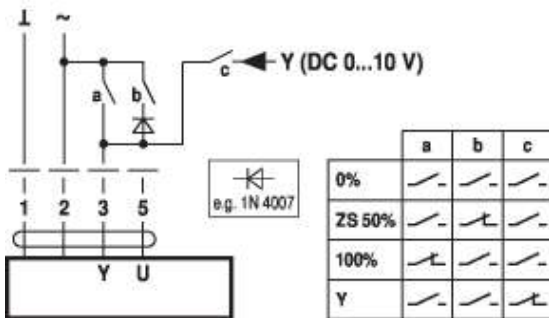 ⊥ ~
a b c Y (DC 0...10 V)
1 2 3 5
Y U
e.g. 1N 4007
a b c
0%
ZS 50%
100%
Y